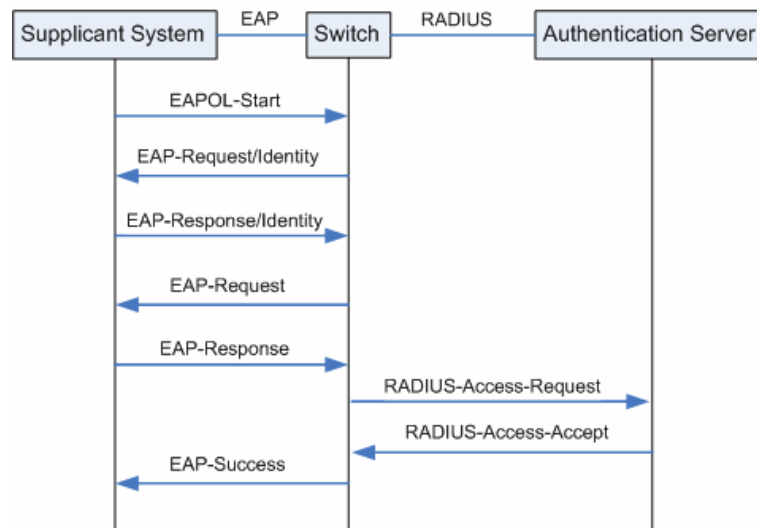 EAP
RADIUS
Supplicant System
Switch
Authentication Server
EAPOL-Start
EAP-Request/Identity
EAP-Response/Identity
EAP-Request
EAP-Response
RADIUS-Access-Request
RADIUS-Access-Accept
EAP-Success